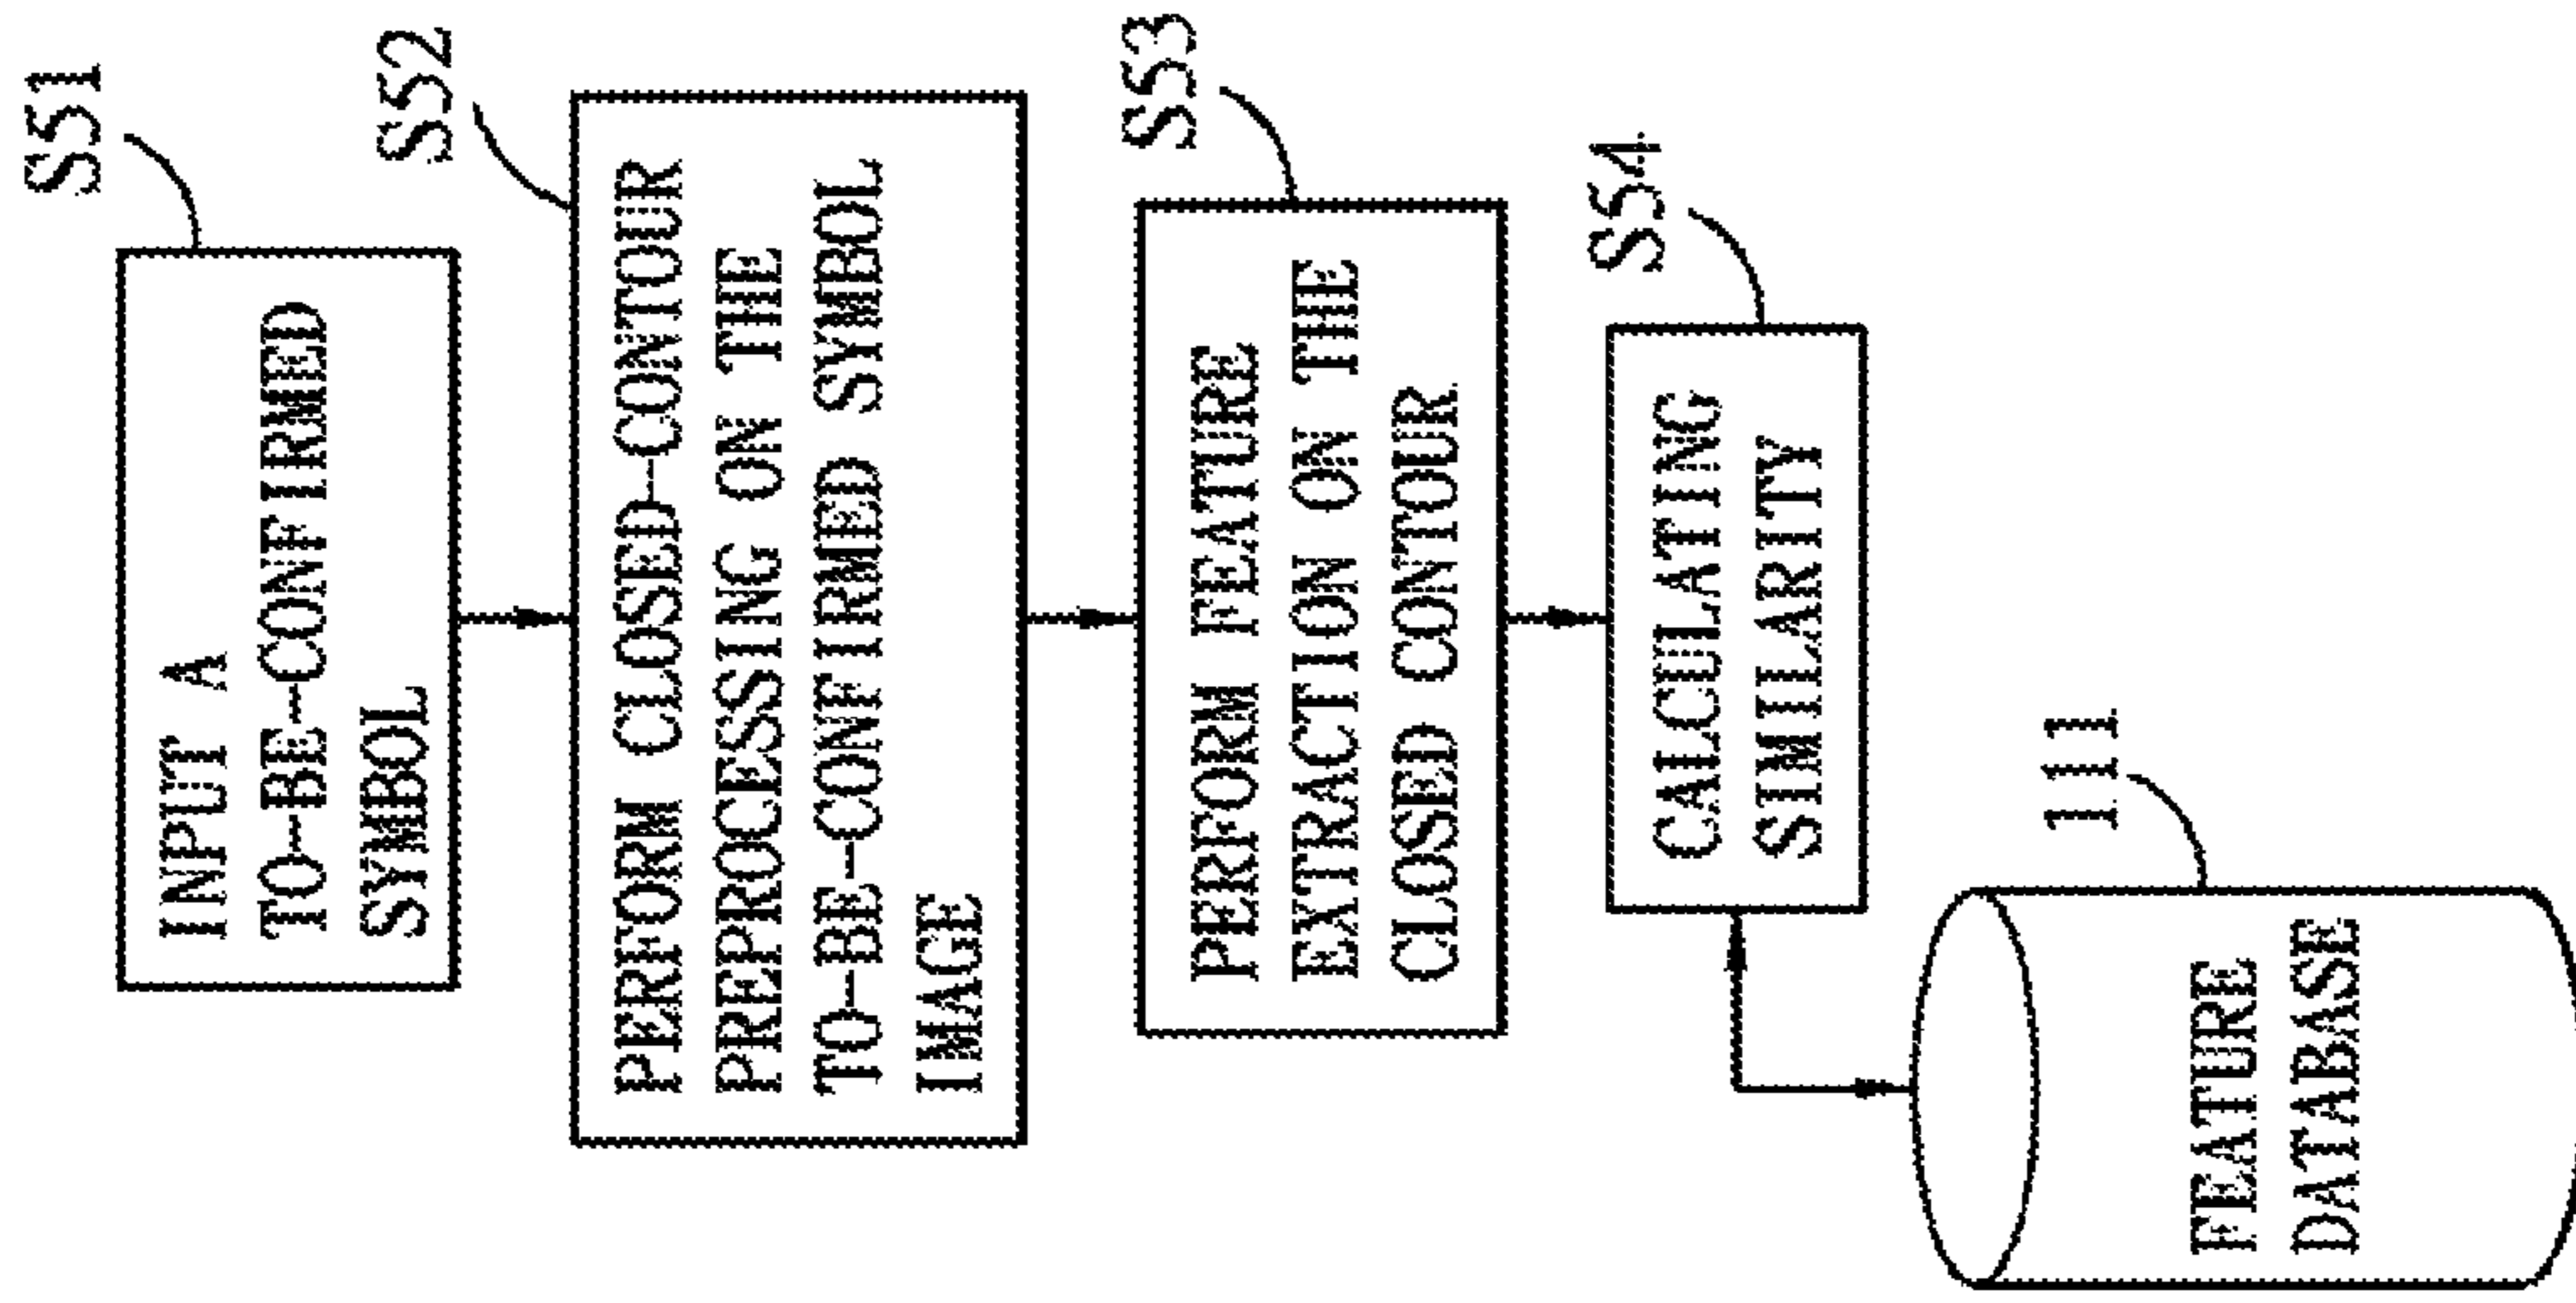 S51
INPUT A
TO-BE-CONFIRMED
SYMBOL
S52
PERFORM CLOSED-CONTOUR
PREPROCESSING ON THE
TO-BE-CONFIRMED SYMBOL
IMAGE
S53
PERFORM FEATURE
EXTRACTION ON THE
CLOSED CONTOUR
S54
CALCULATING
SIMILARITY
111
FEATURE
DATABASE